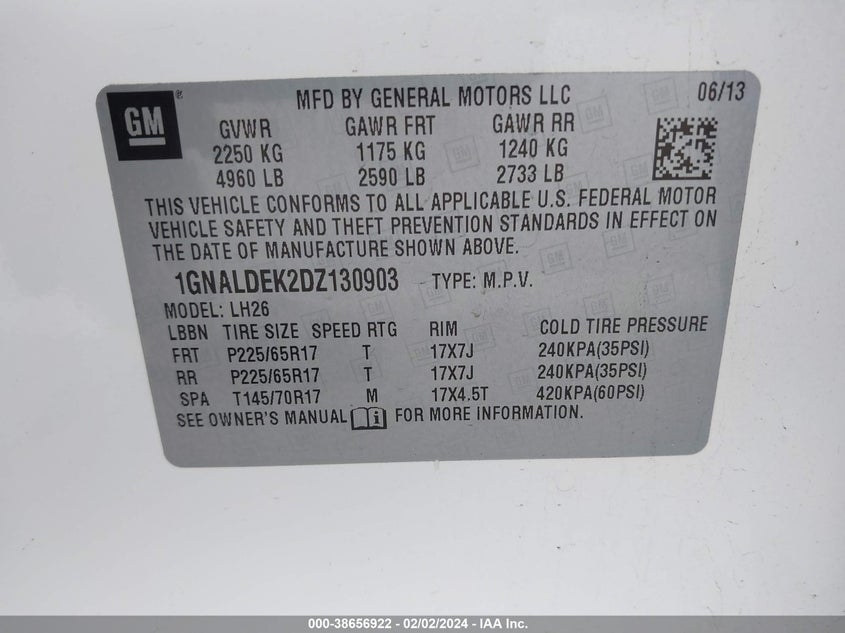 GM ®
MFD BY GENERAL MOTORS LLC 06/13
GVWR GAWR FRT GAWR RR
2250 KG 1175 KG 1240 KG
4960 LB 2590 LB 2733 LB
THIS VEHICLE CONFORMS TO ALL APPLICABLE U.S. FEDERAL MOTOR
VEHICLE SAFETY AND THEFT PREVENTION STANDARDS IN EFFECT ON
THE DATE OF MANUFACTURE SHOWN ABOVE.
1GNALDEK2DZ130903 TYPE: M.P.V.
MODEL: LH26
LBBN TIRE SIZE SPEED RTG RIM COLD TIRE PRESSURE
FRT P225/65R17 T 17X7J 240KPA(35PSI)
RR P225/65R17 T 17X7J 240KPA(35PSI)
SPA T145/70R17 M 17X4.5T 420KPA(60PSI)
SEE OWNER'S MANUAL i FOR MORE INFORMATION.
000-38656922 - 02/02/2024 - IAA, Inc.